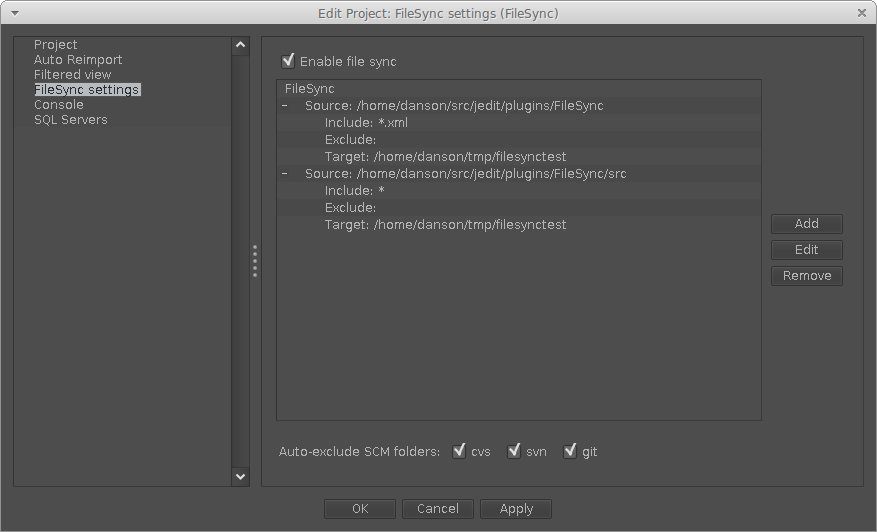 Edit Project: FileSync settings (FileSync)
Project
Auto Reimport
Filtered view
FileSync settings
Console
SQL Servers
Enable file sync
FileSync
− Source: /home/danson/src/jedit/plugins/FileSync
Include: *.xml
Exclude:
Target: /home/danson/tmp/filesynctest
− Source: /home/danson/src/jedit/plugins/FileSync/src
Include: *
Exclude:
Target: /home/danson/tmp/filesynctest
Add
Edit
Remove
Auto-exclude SCM folders: cvs svn git
OK Cancel Apply